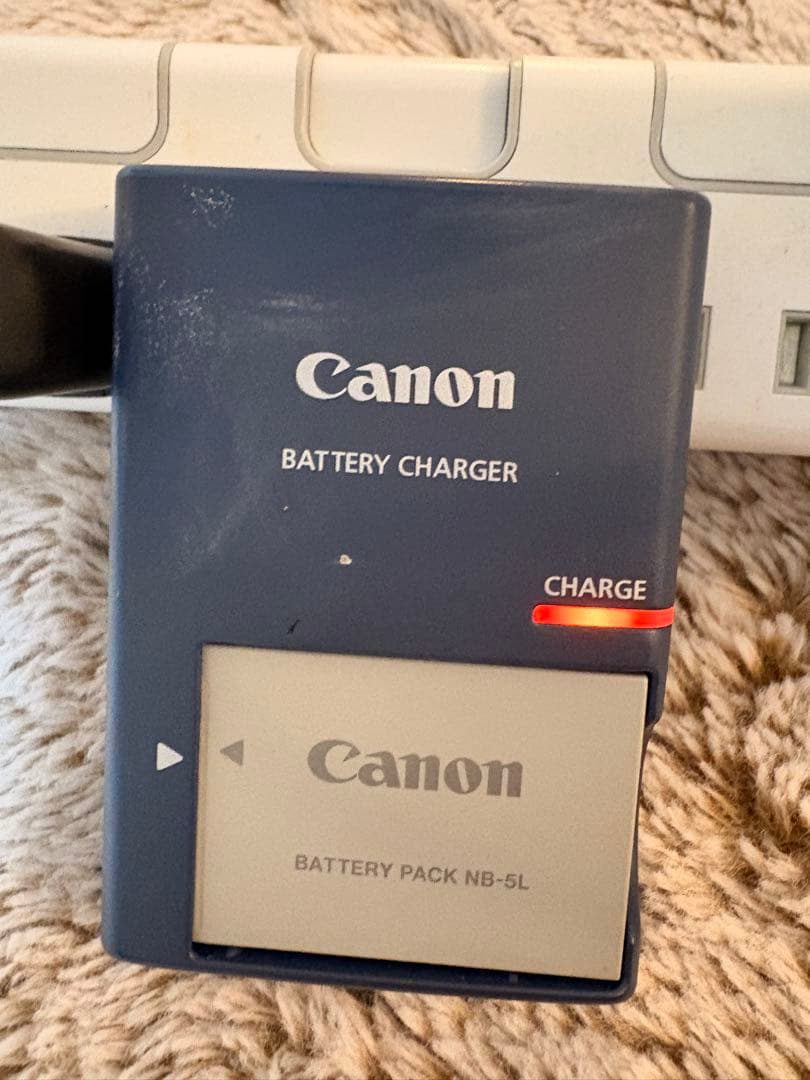 Canon
BATTERY CHARGER
CHARGE
Canon
BATTERY PACK NB-5L